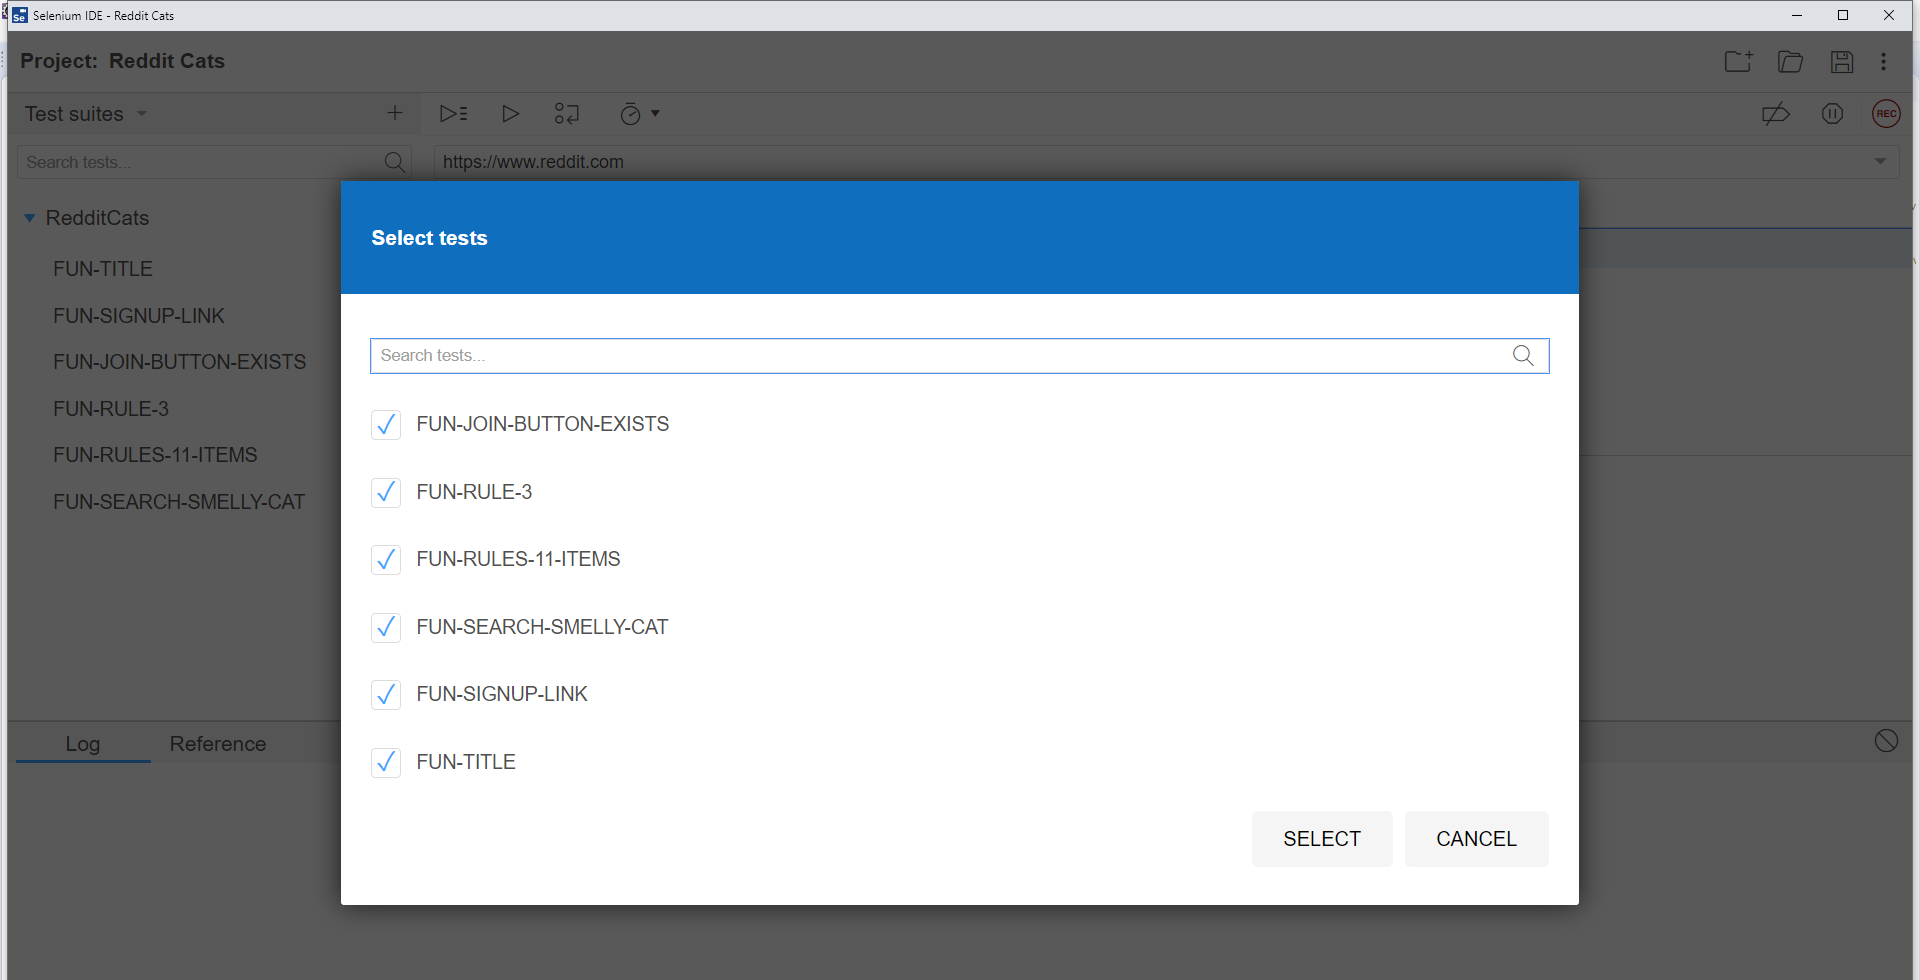 Se Selenium IDE - Reddit Cats
Project: Reddit Cats
Test suites
REC
Search tests...
https://www.reddit.com
RedditCats
FUN-TITLE
FUN-SIGNUP-LINK
FUN-JOIN-BUTTON-EXISTS
FUN-RULE-3
FUN-RULES-11-ITEMS
FUN-SEARCH-SMELLY-CAT
Select tests
Search tests...
FUN-JOIN-BUTTON-EXISTS
FUN-RULE-3
FUN-RULES-11-ITEMS
FUN-SEARCH-SMELLY-CAT
FUN-SIGNUP-LINK
FUN-TITLE
SELECT CANCEL
Log Reference